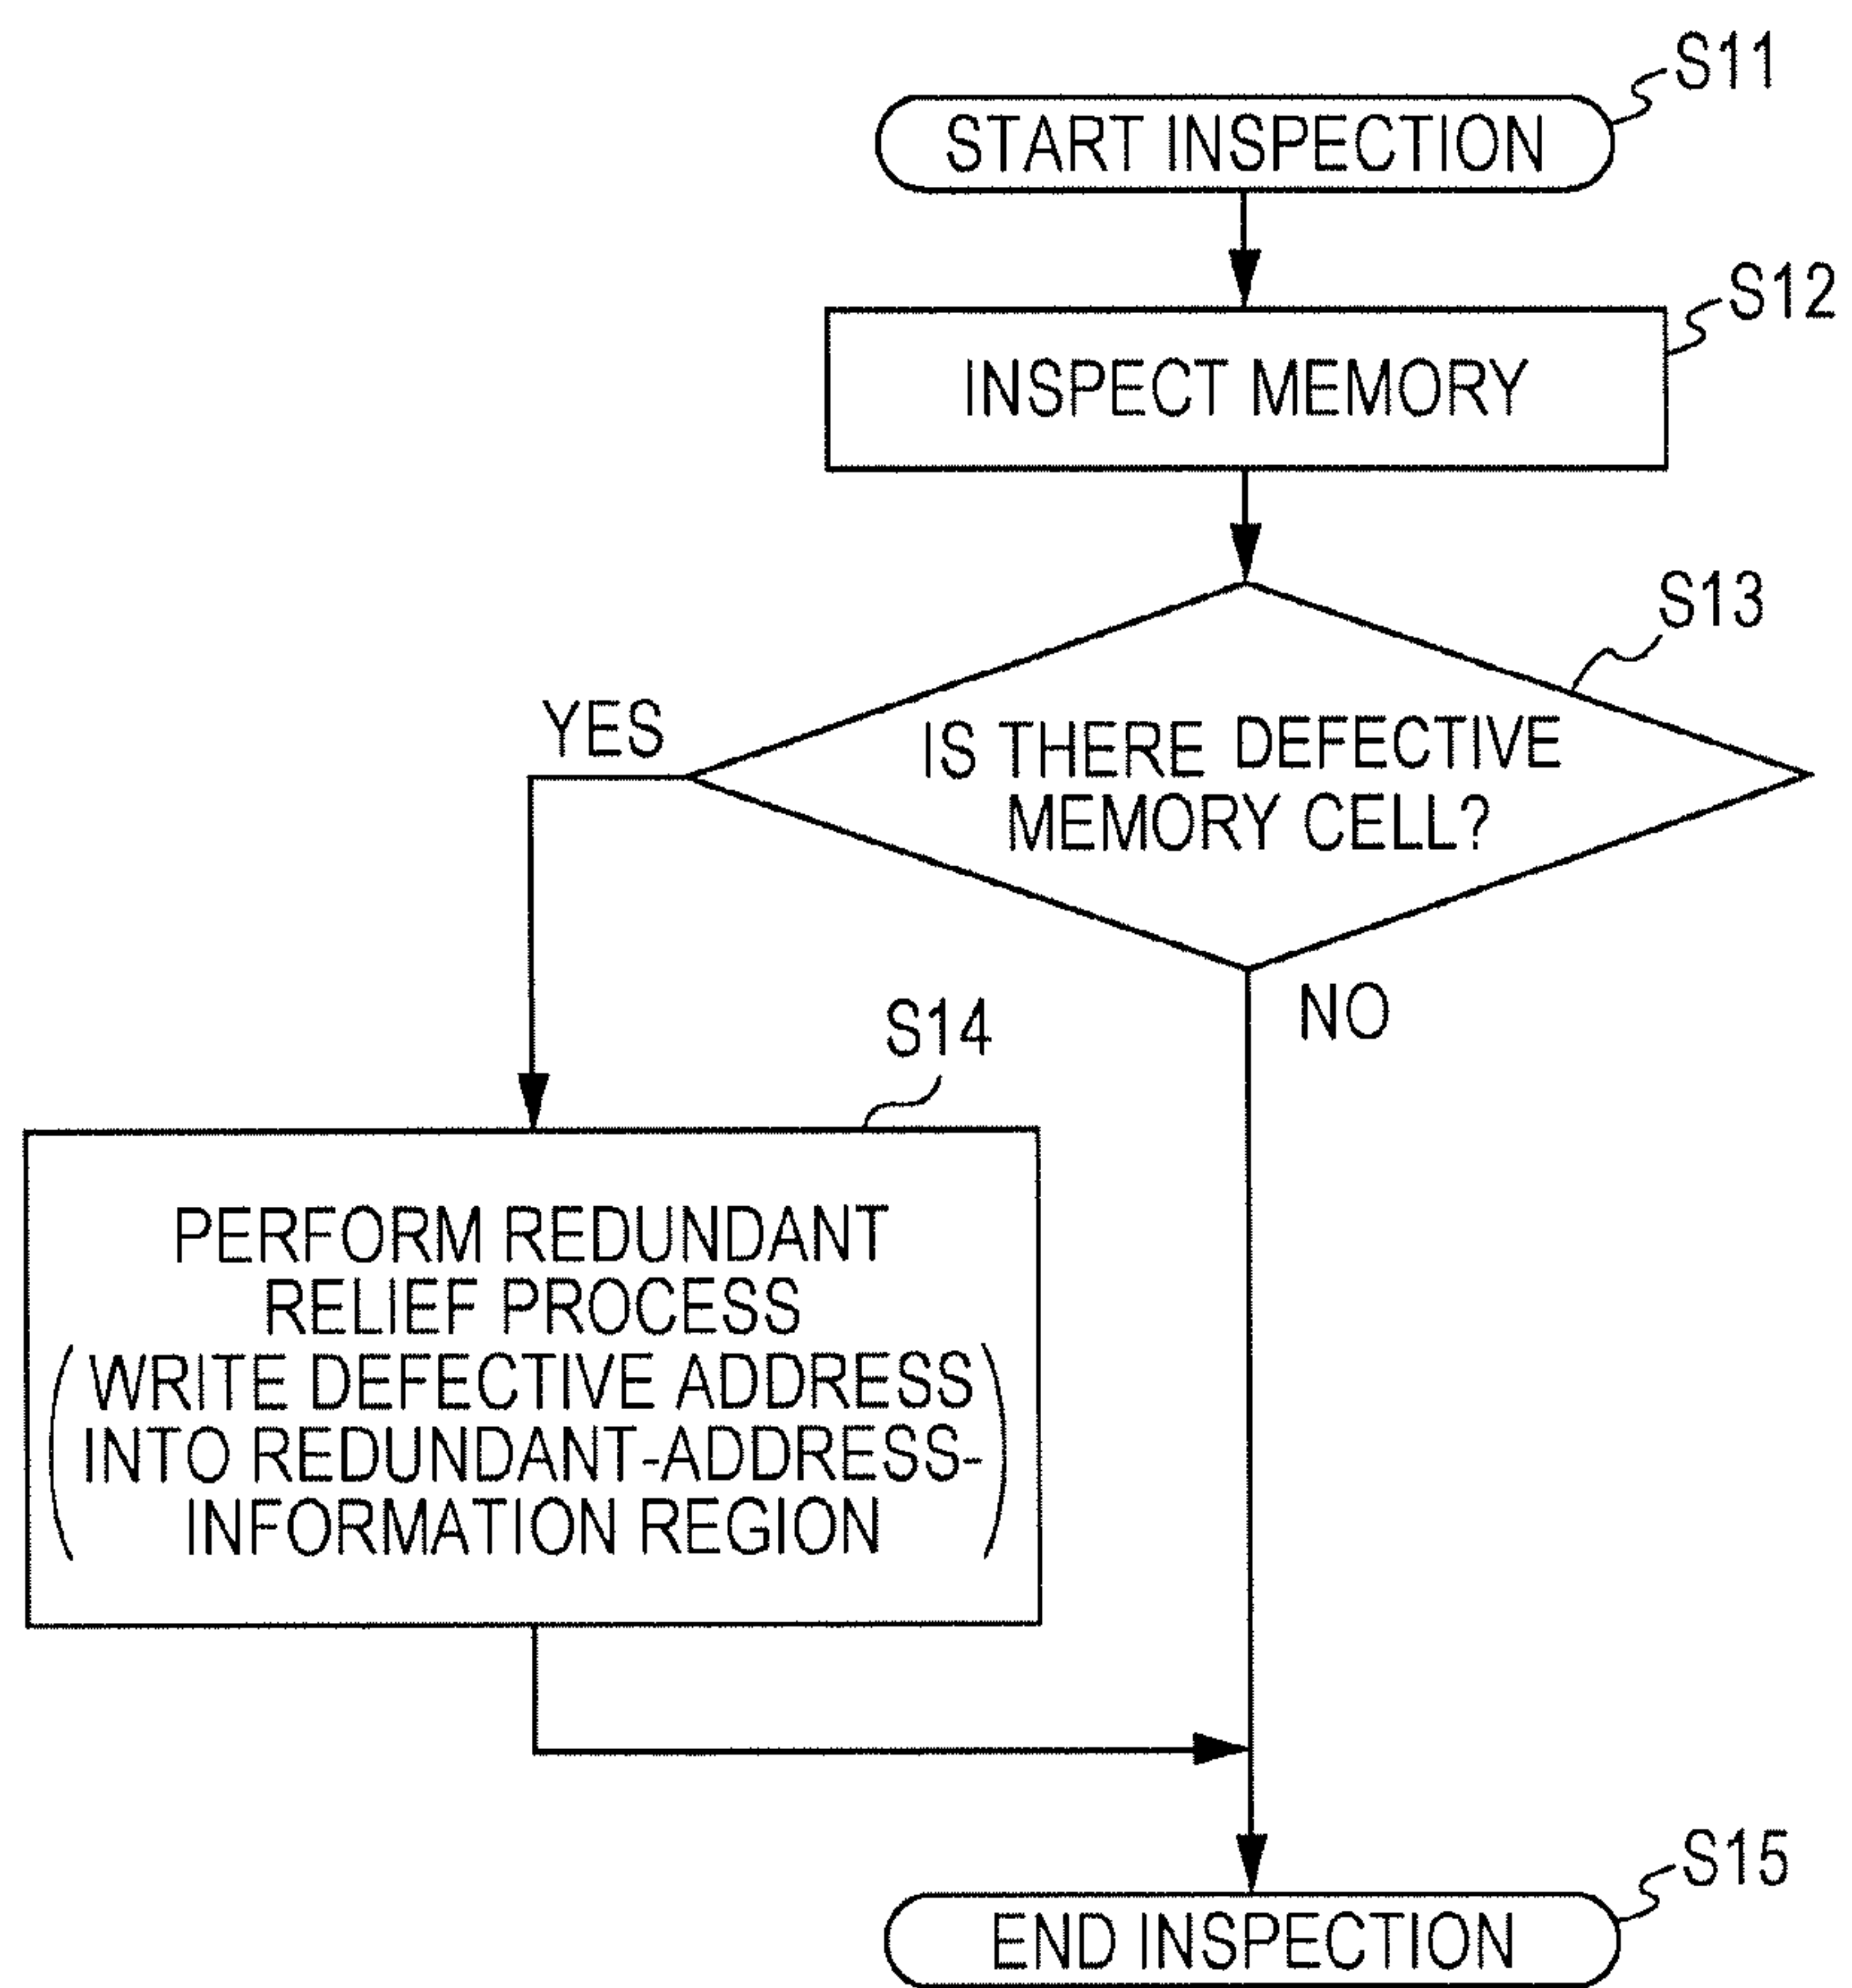 S11
START INSPECTION
S12
INSPECT MEMORY
S13
YES
IS THERE DEFECTIVE
MEMORY CELL?
NO
S14
PERFORM REDUNDANT
RELIEF PROCESS
(WRITE DEFECTIVE ADDRESS
INTO REDUNDANT-ADDRESS-
INFORMATION REGION)
S15
END INSPECTION